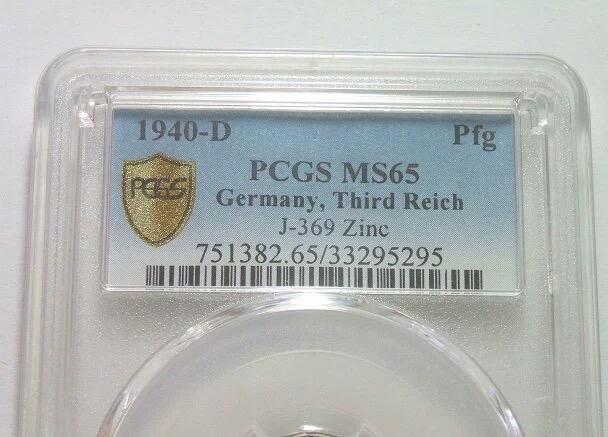 1940-D Pfg
PCGS MS65
PCGS
Germany, Third Reich
J-369 Zinc
751382.65/33295295